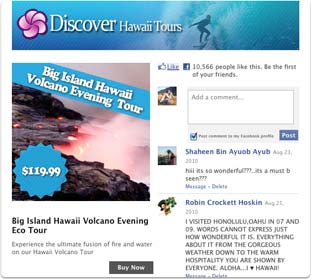 Discover Hawaii Tours
Big Island Hawaii
Volcano Evening Tour
$119.99
Big Island Hawaii Volcano Evening
Eco Tour
Experience the ultimate fusion of fire and water
on our Hawaii Volcano Tour.
Buy Now
Like
10,566 people like this. Be the first
of your friends.
Add a comment...
Post comment to my Facebook profile
Post
Shaheen Bin Ayuob Ayub Aug 23,
2010
hiii its so wonderful???..its a must b
seen???
Message - Delete
Robin Crockett Hoskin Aug 21,
2010
I VISITED HONOLULU,OAHU IN 07 AND
09. WORDS CANNOT EXPRESS JUST
HOW WONDERFUL IT IS. EVERYTHING
ABOUT IT FROM THE GORGEOUS
WEATHER DOWN TO THE WARM
HOSPITALITY YOU ARE SHOWN BY
EVERYONE. ALOHA...I ♥ HAWAII!
Message - Delete